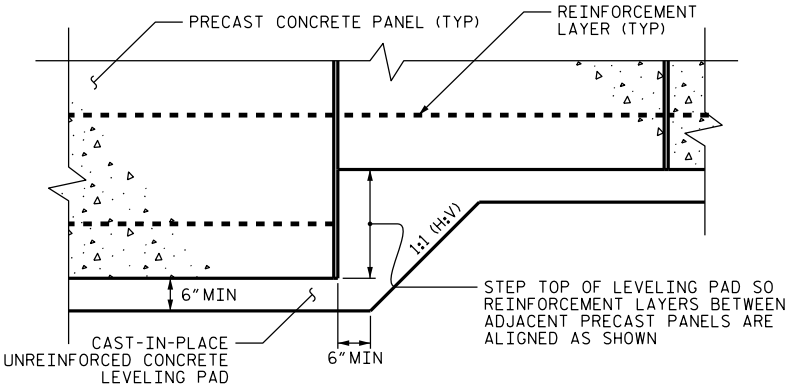 PRECAST CONCRETE PANEL (TYP)
REINFORCEMENT
LAYER (TYP)
1:1 (H:V)
6" MIN
STEP TOP OF LEVELING PAD SO
REINFORCEMENT LAYERS BETWEEN
ADJACENT PRECAST PANELS ARE
ALIGNED AS SHOWN
CAST-IN-PLACE
UNREINFORCED CONCRETE
LEVELING PAD
6" MIN